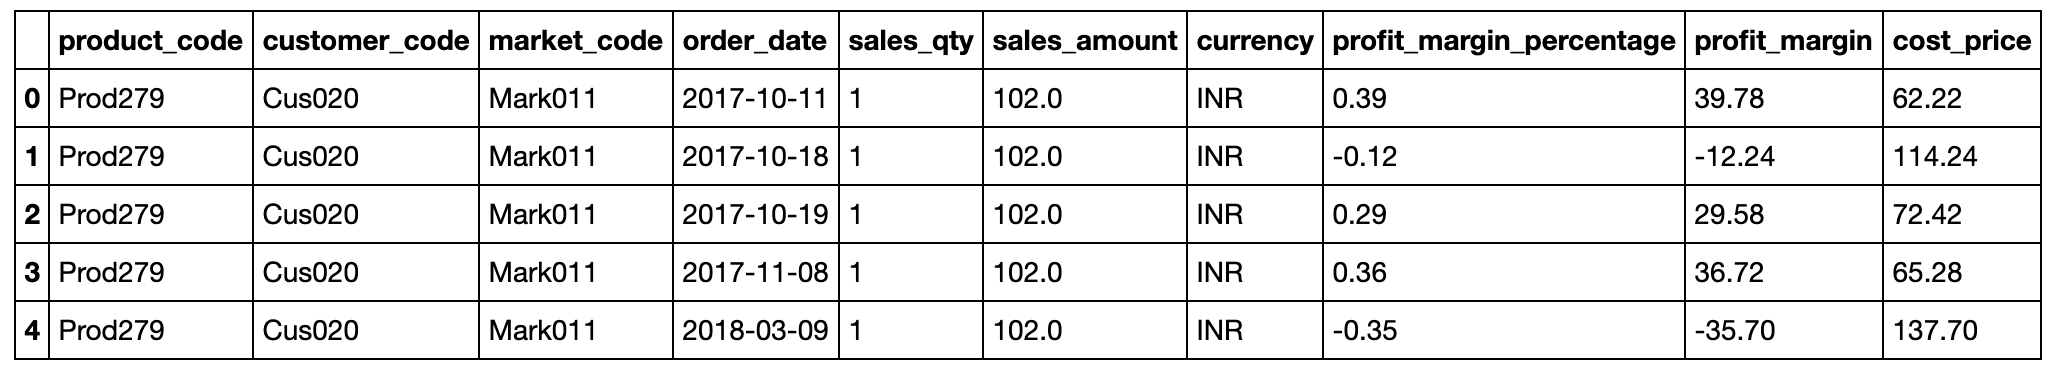 product_code customer_code market_code order_date sales_qty sales_amount currency profit_margin_percentage profit_margin cost_price
0 Prod279 Cus020 Mark011 2017-10-11 1 102.0 INR 0.39 39.78 62.22
1 Prod279 Cus020 Mark011 2017-10-18 1 102.0 INR -0.12 -12.24 114.24
2 Prod279 Cus020 Mark011 2017-10-19 1 102.0 INR 0.29 29.58 72.42
3 Prod279 Cus020 Mark011 2017-11-08 1 102.0 INR 0.36 36.72 65.28
4 Prod279 Cus020 Mark011 2018-03-09 1 102.0 INR -0.35 -35.70 137.70